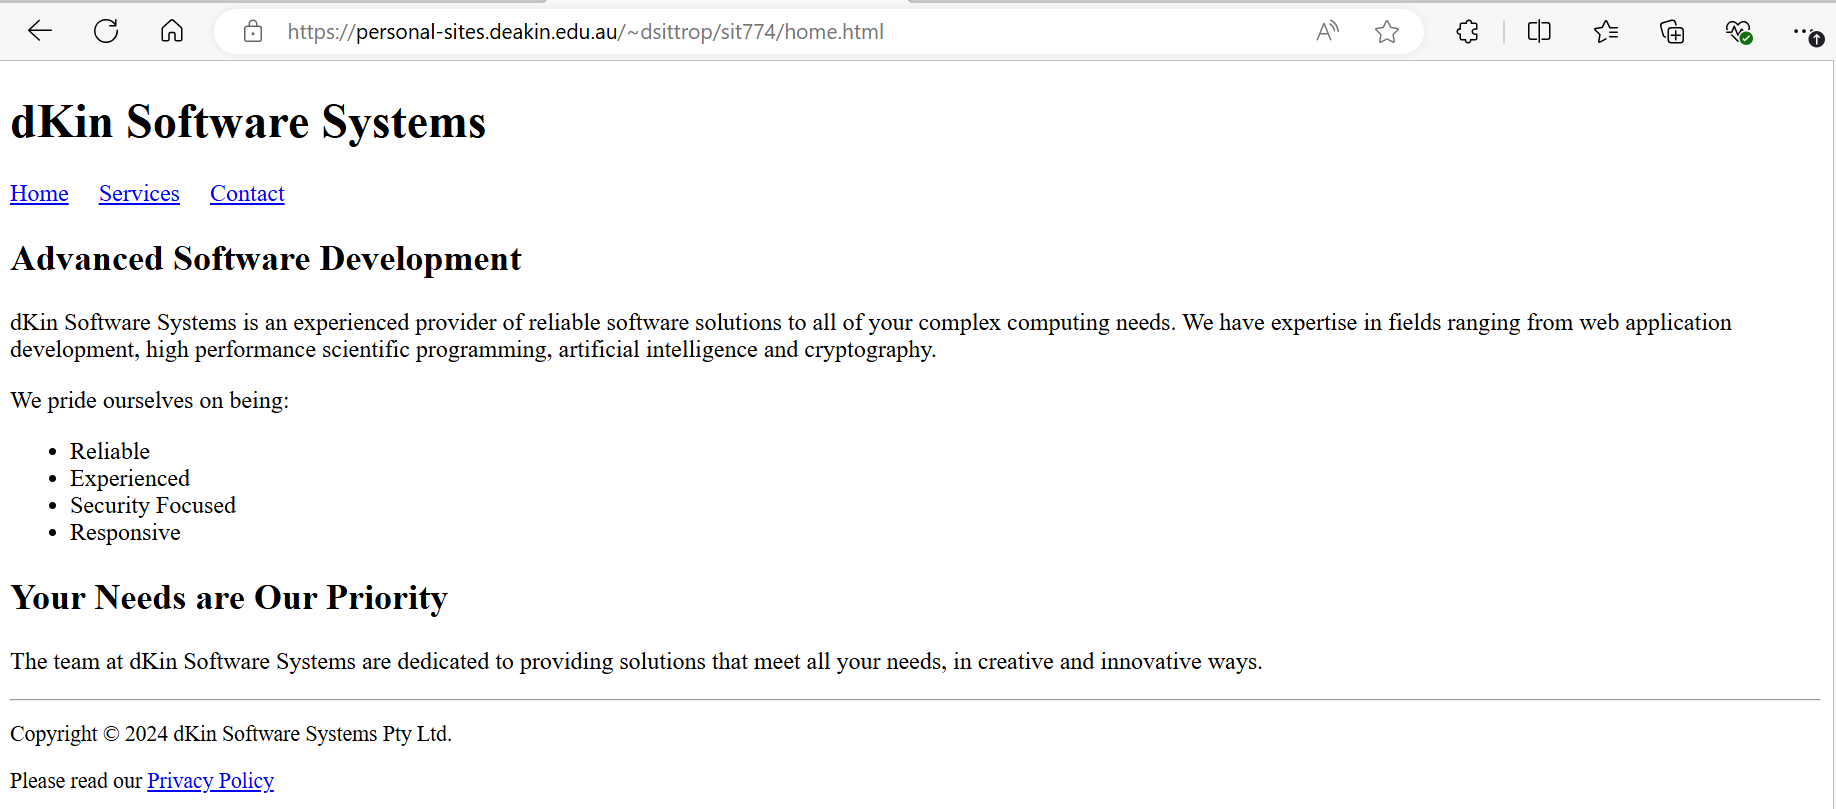 https://personal-sites.deakin.edu.au/~dsittrop/sit774/home.html
dKin Software Systems
Home Services Contact
Advanced Software Development
dKin Software Systems is an experienced provider of reliable software solutions to all of your complex computing needs. We have expertise in fields ranging from web application
development, high performance scientific programming, artificial intelligence and cryptography.
We pride ourselves on being:
• Reliable
• Experienced
• Security Focused
• Responsive
Your Needs are Our Priority
The team at dKin Software Systems are dedicated to providing solutions that meet all your needs, in creative and innovative ways.
Copyright © 2024 dKin Software Systems Pty Ltd.
Please read our Privacy Policy